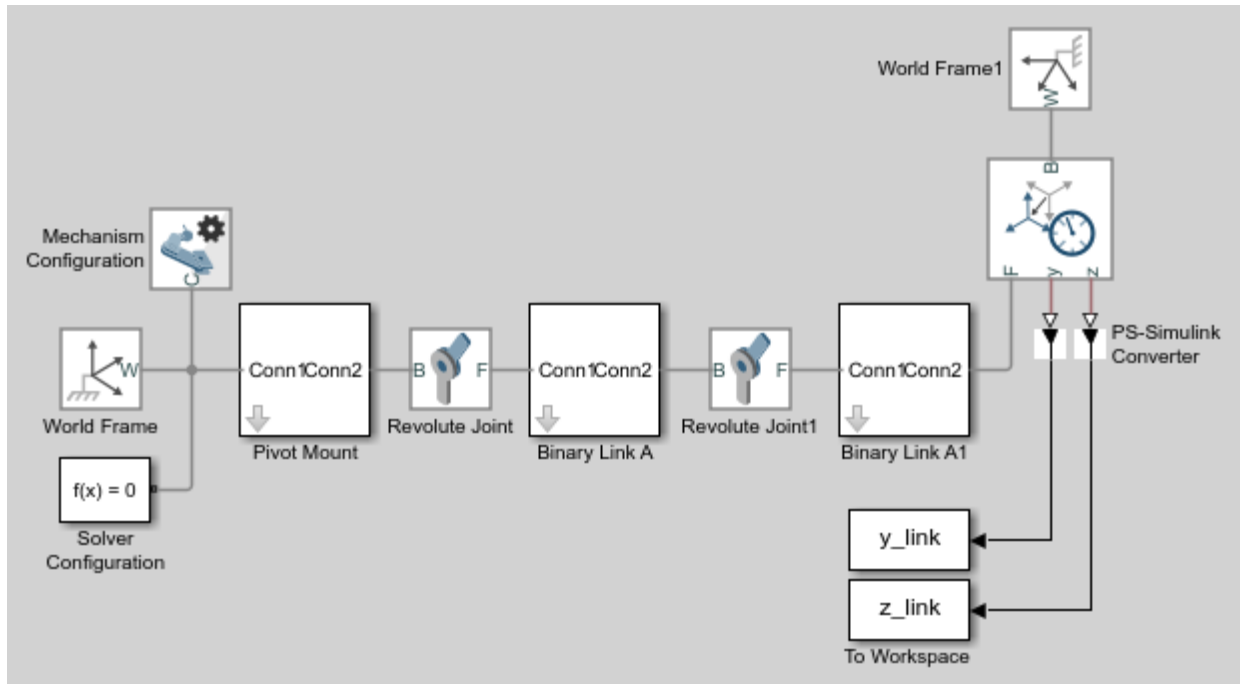 World Frame1
W
B
F
y
z
Mechanism
Configuration
C
W
World Frame
Conn1Conn2
Pivot Mount
B
F
Revolute Joint
Conn1Conn2
Binary Link A
B
F
Revolute Joint1
Conn1Conn2
Binary Link A1
PS-Simulink
Converter
f(x) = 0
Solver
Configuration
y_link
z_link
To Workspace